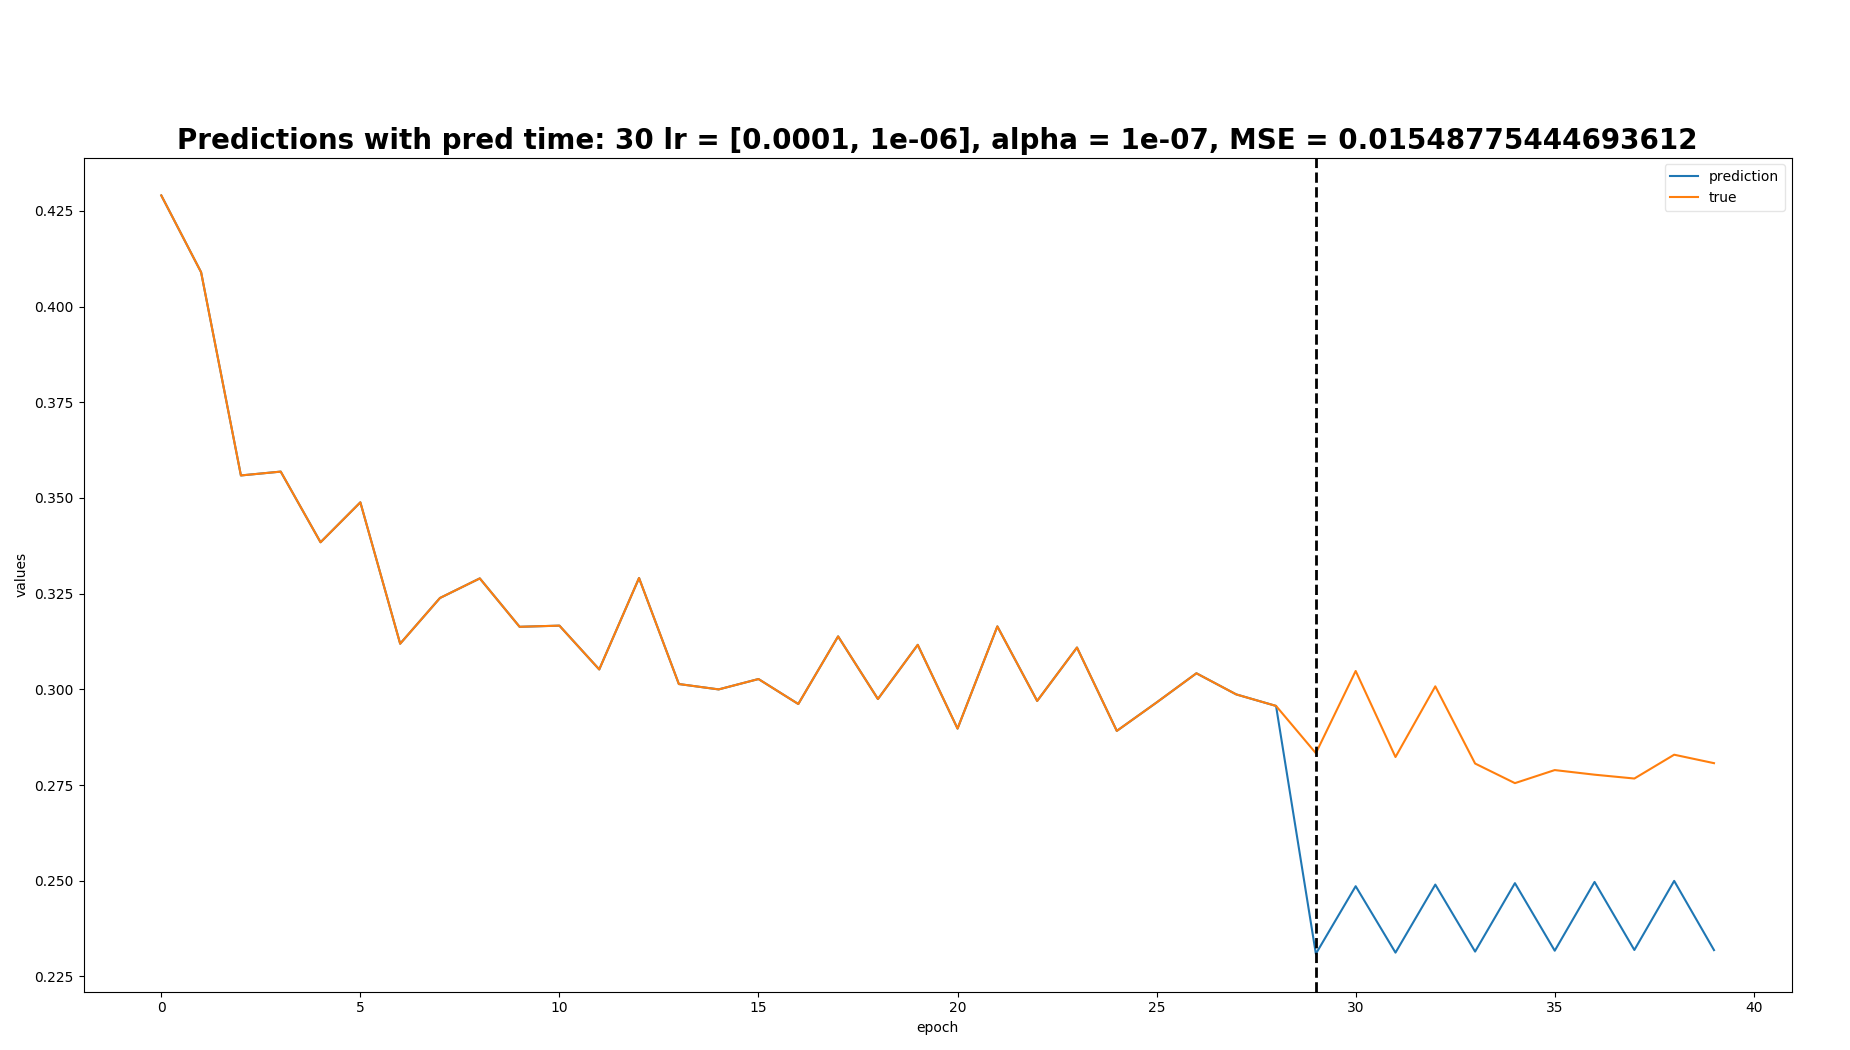 Predictions with pred time: 30 lr = [0.0001, 1e-06], alpha = 1e-07, MSE = 0.01548775444693612
prediction
true
0.425
0.400
0.375
0.350
0.325
0.300
0.275
0.250
0.225
values
0 5 10 15 20 25 30 35 40
epoch